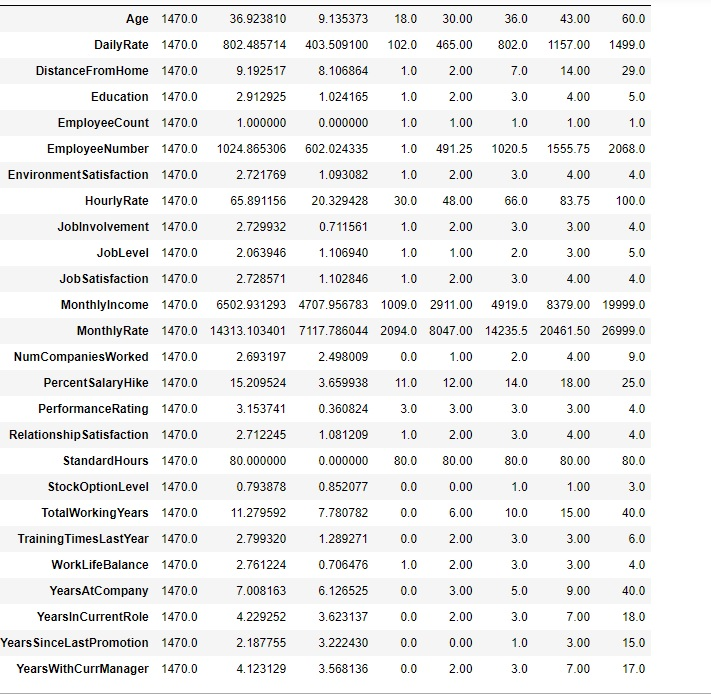 Age 1470.0 36.923810 9.135373 18.0 30.00 36.0 43.00 60.0
DailyRate 1470.0 802.485714 403.509100 102.0 465.00 802.0 1157.00 1499.0
DistanceFromHome 1470.0 9.192517 8.106864 1.0 2.00 7.0 14.00 29.0
Education 1470.0 2.912925 1.024165 1.0 2.00 3.0 4.00 5.0
EmployeeCount 1470.0 1.000000 0.000000 1.0 1.00 1.0 1.00 1.0
EmployeeNumber 1470.0 1024.865306 602.024335 1.0 491.25 1020.5 1555.75 2068.0
EnvironmentSatisfaction 1470.0 2.721769 1.093082 1.0 2.00 3.0 4.00 4.0
HourlyRate 1470.0 65.891156 20.329428 30.0 48.00 66.0 83.75 100.0
JobInvolvement 1470.0 2.729932 0.711561 1.0 2.00 3.0 3.00 4.0
JobLevel 1470.0 2.063946 1.106940 1.0 1.00 2.0 3.00 5.0
JobSatisfaction 1470.0 2.728571 1.102846 1.0 2.00 3.0 4.00 4.0
MonthlyIncome 1470.0 6502.931293 4707.956783 1009.0 2911.00 4919.0 8379.00 19999.0
MonthlyRate 1470.0 14313.103401 7117.786044 2094.0 8047.00 14235.5 20461.50 26999.0
NumCompaniesWorked 1470.0 2.693197 2.498009 0.0 1.00 2.0 4.00 9.0
PercentSalaryHike 1470.0 15.209524 3.659938 11.0 12.00 14.0 18.00 25.0
PerformanceRating 1470.0 3.153741 0.360824 3.0 3.00 3.0 3.00 4.0
RelationshipSatisfaction 1470.0 2.712245 1.081209 1.0 2.00 3.0 4.00 4.0
StandardHours 1470.0 80.000000 0.000000 80.0 80.00 80.0 80.00 80.0
StockOptionLevel 1470.0 0.793878 0.852077 0.0 0.00 1.0 1.00 3.0
TotalWorkingYears 1470.0 11.279592 7.780782 0.0 6.00 10.0 15.00 40.0
TrainingTimesLastYear 1470.0 2.799320 1.289271 0.0 2.00 3.0 3.00 6.0
WorkLifeBalance 1470.0 2.761224 0.706476 1.0 2.00 3.0 3.00 4.0
YearsAtCompany 1470.0 7.008163 6.126525 0.0 3.00 5.0 9.00 40.0
YearsInCurrentRole 1470.0 4.229252 3.623137 0.0 2.00 3.0 7.00 18.0
YearsSinceLastPromotion 1470.0 2.187755 3.222430 0.0 0.00 1.0 3.00 15.0
YearsWithCurrManager 1470.0 4.123129 3.568136 0.0 2.00 3.0 7.00 17.0